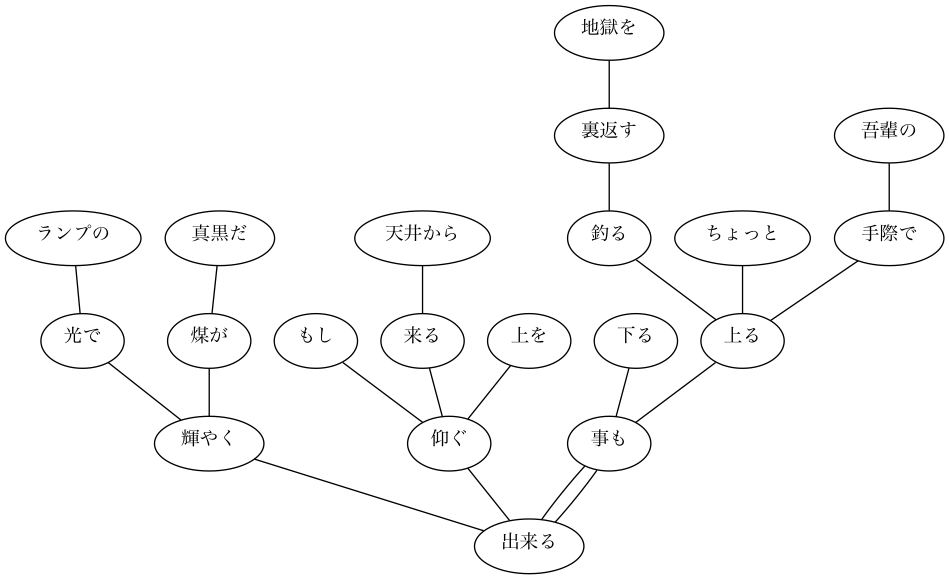 地獄を
裏返す
吾輩の
ランプの
真黒だ
天井から
釣る
ちょっと
手際で
光で
煤が
もし
来る
上を
下る
上る
輝やく
仰ぐ
事も
出来る